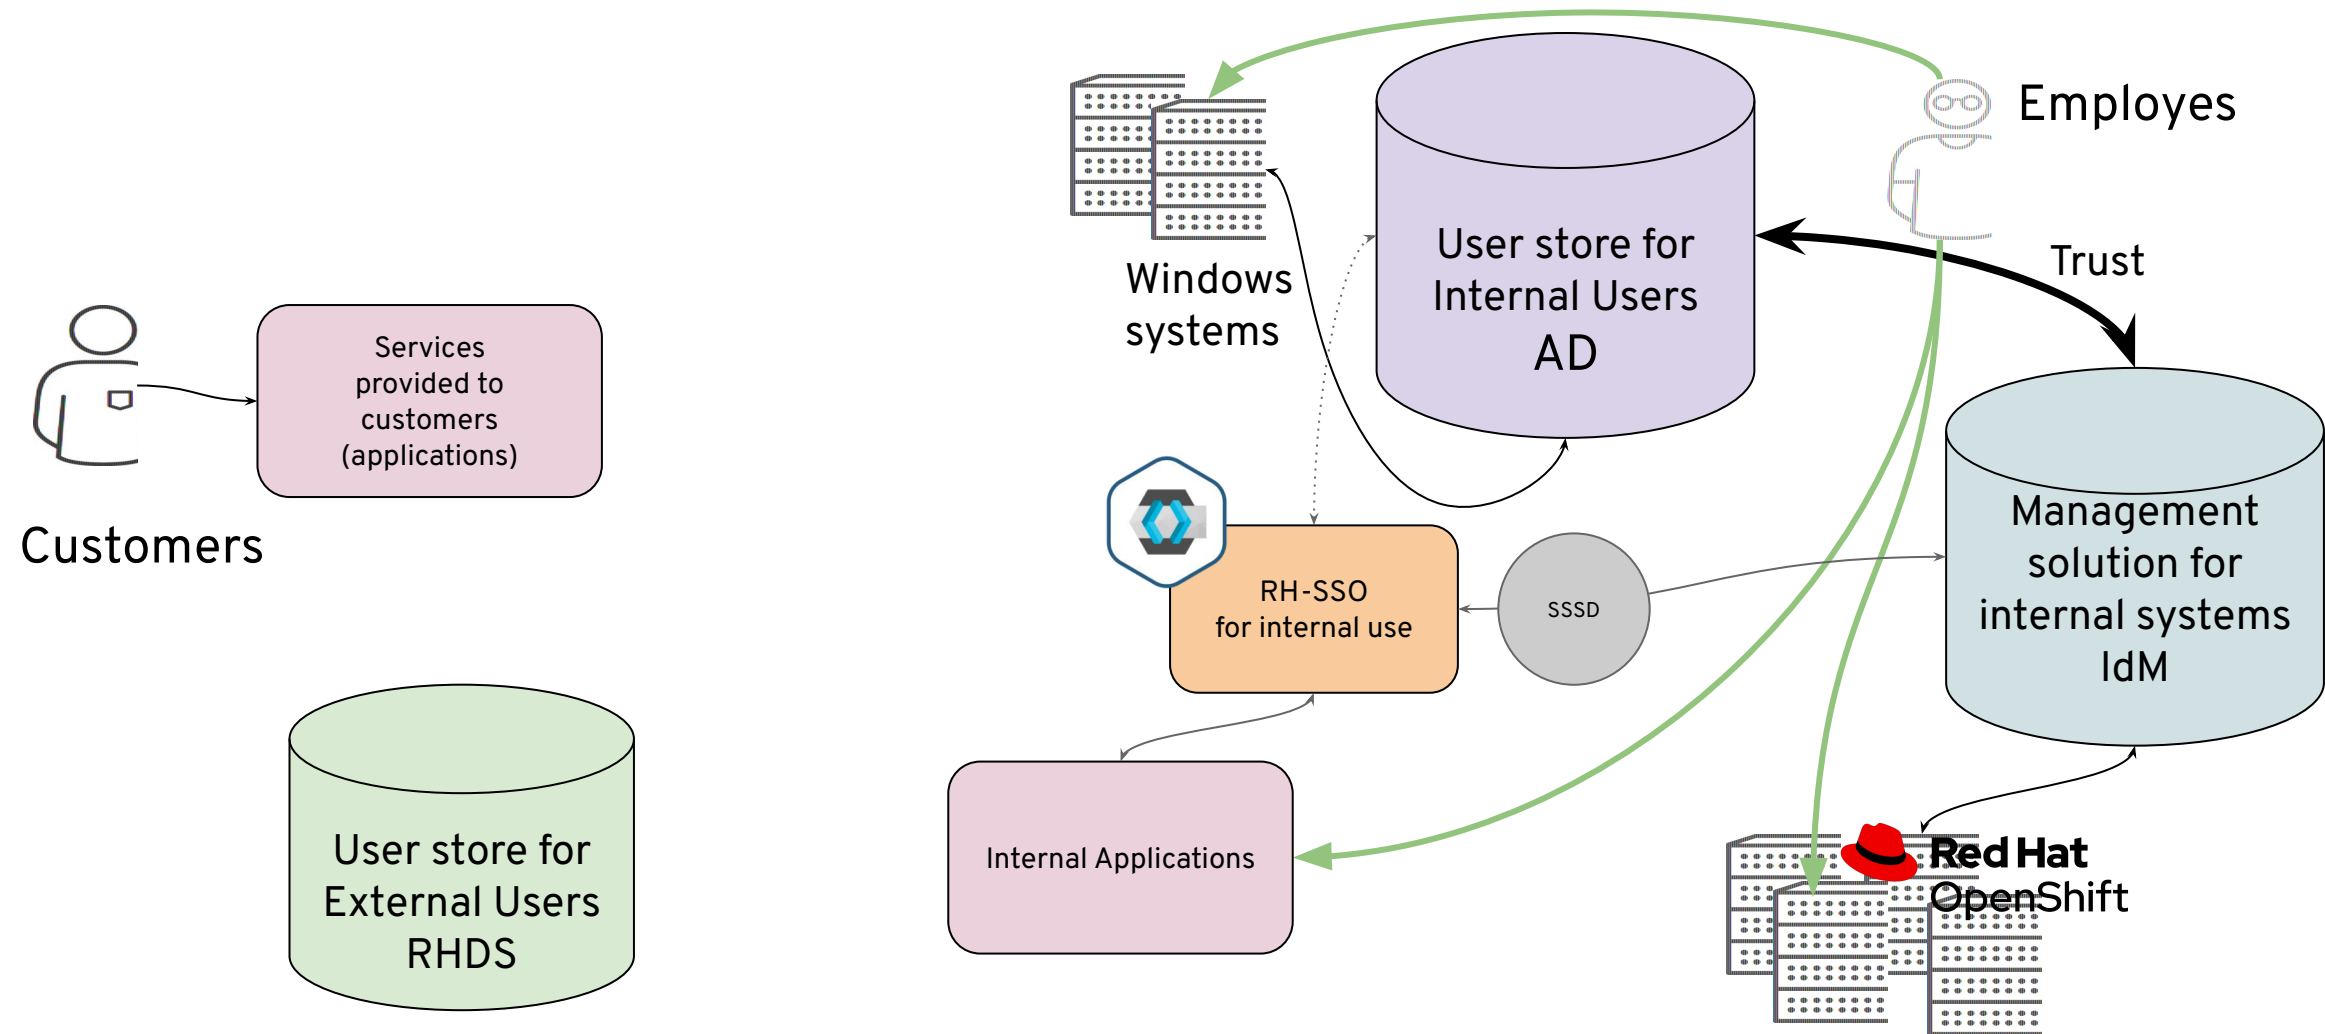 Employes
Trust
User store for
Internal Users
AD
Windows
systems
Services
provided to
customers
(applications)
Customers
Management
solution for
internal systems
IdM
RH-SSO
for internal use
SSSD
Internal Applications
User store for
External Users
RHDS
Red Hat
OpenShift